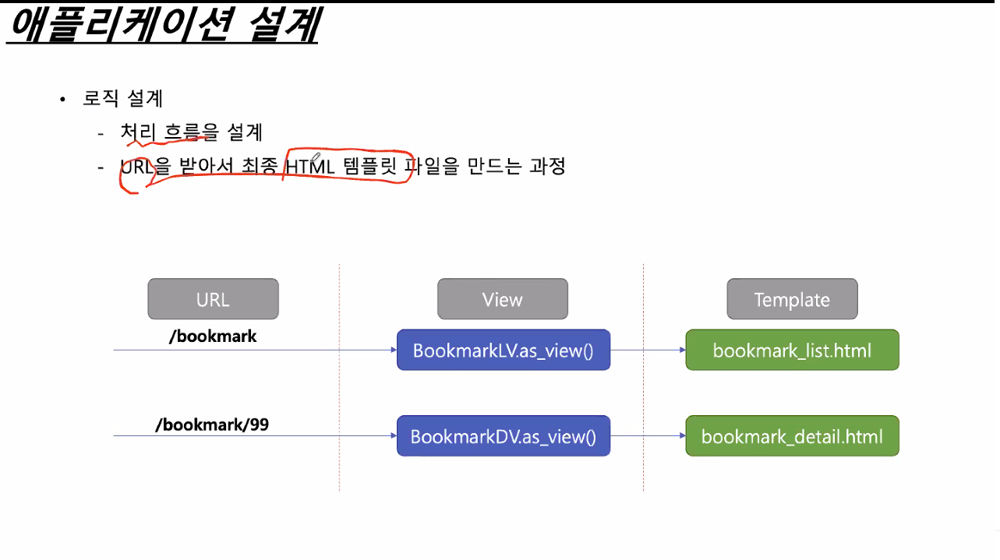 애플리케이션 설계
• 로직 설계
- 처리 흐름을 설계
- URL을 받아서 최종 HTML 템플릿 파일을 만드는 과정
URL View Template
/bookmark
BookmarkLV.as_view() bookmark_list.html
/bookmark/99
BookmarkDV.as_view() bookmark_detail.html